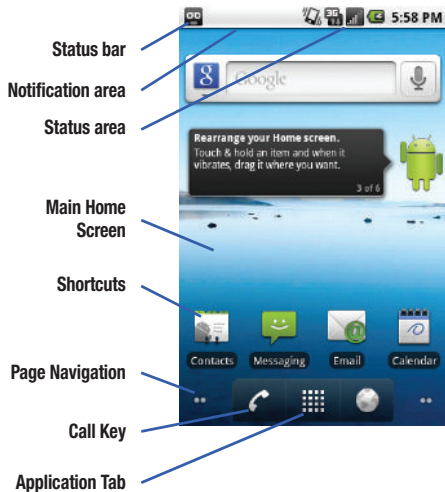 5:58 PM
3G
Status bar
Notification area
Status area
8 Google
Rearrange your Home screen.
Touch & hold an item and when it
vibrates, drag it where you want.
3 of 6
Main Home
Screen
Shortcuts
Contacts Messaging Email Calendar
Page Navigation
Call Key
Application Tab